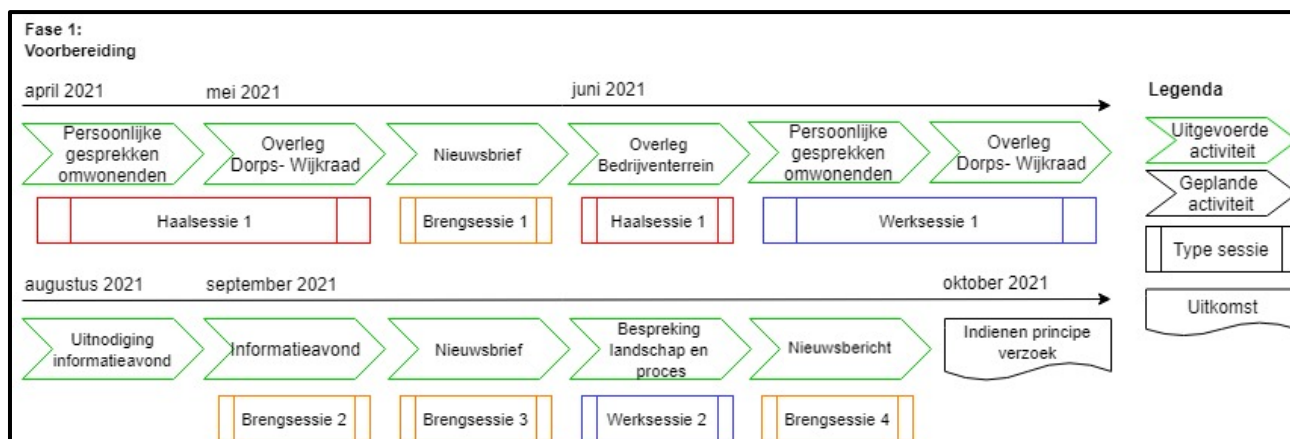 Fase 1:
Voorbereiding
april 2021
mei 2021
juni 2021
Persoonlijke
gesprekken
omwonenden
Overleg
Dorps- Wijkraad
Nieuwsbrief
Overleg
Bedrijventerrein
Persoonlijke
gesprekken
omwonenden
Overleg
Dorps- Wijkraad
Haalsessie 1
Brengsessie 1
Haalsessie 1
Werksessie 1
augustus 2021
september 2021
oktober 2021
Uitnodiging
informatieavond
Informatieavond
Nieuwsbrief
Bespreking
landschap en
proces
Nieuwsbericht
Indienen principe
verzoek
Brengsessie 2
Brengsessie 3
Werksessie 2
Brengsessie 4
Legenda
Uitgevoerde
activiteit
Geplande
activiteit
Type sessie
Uitkomst